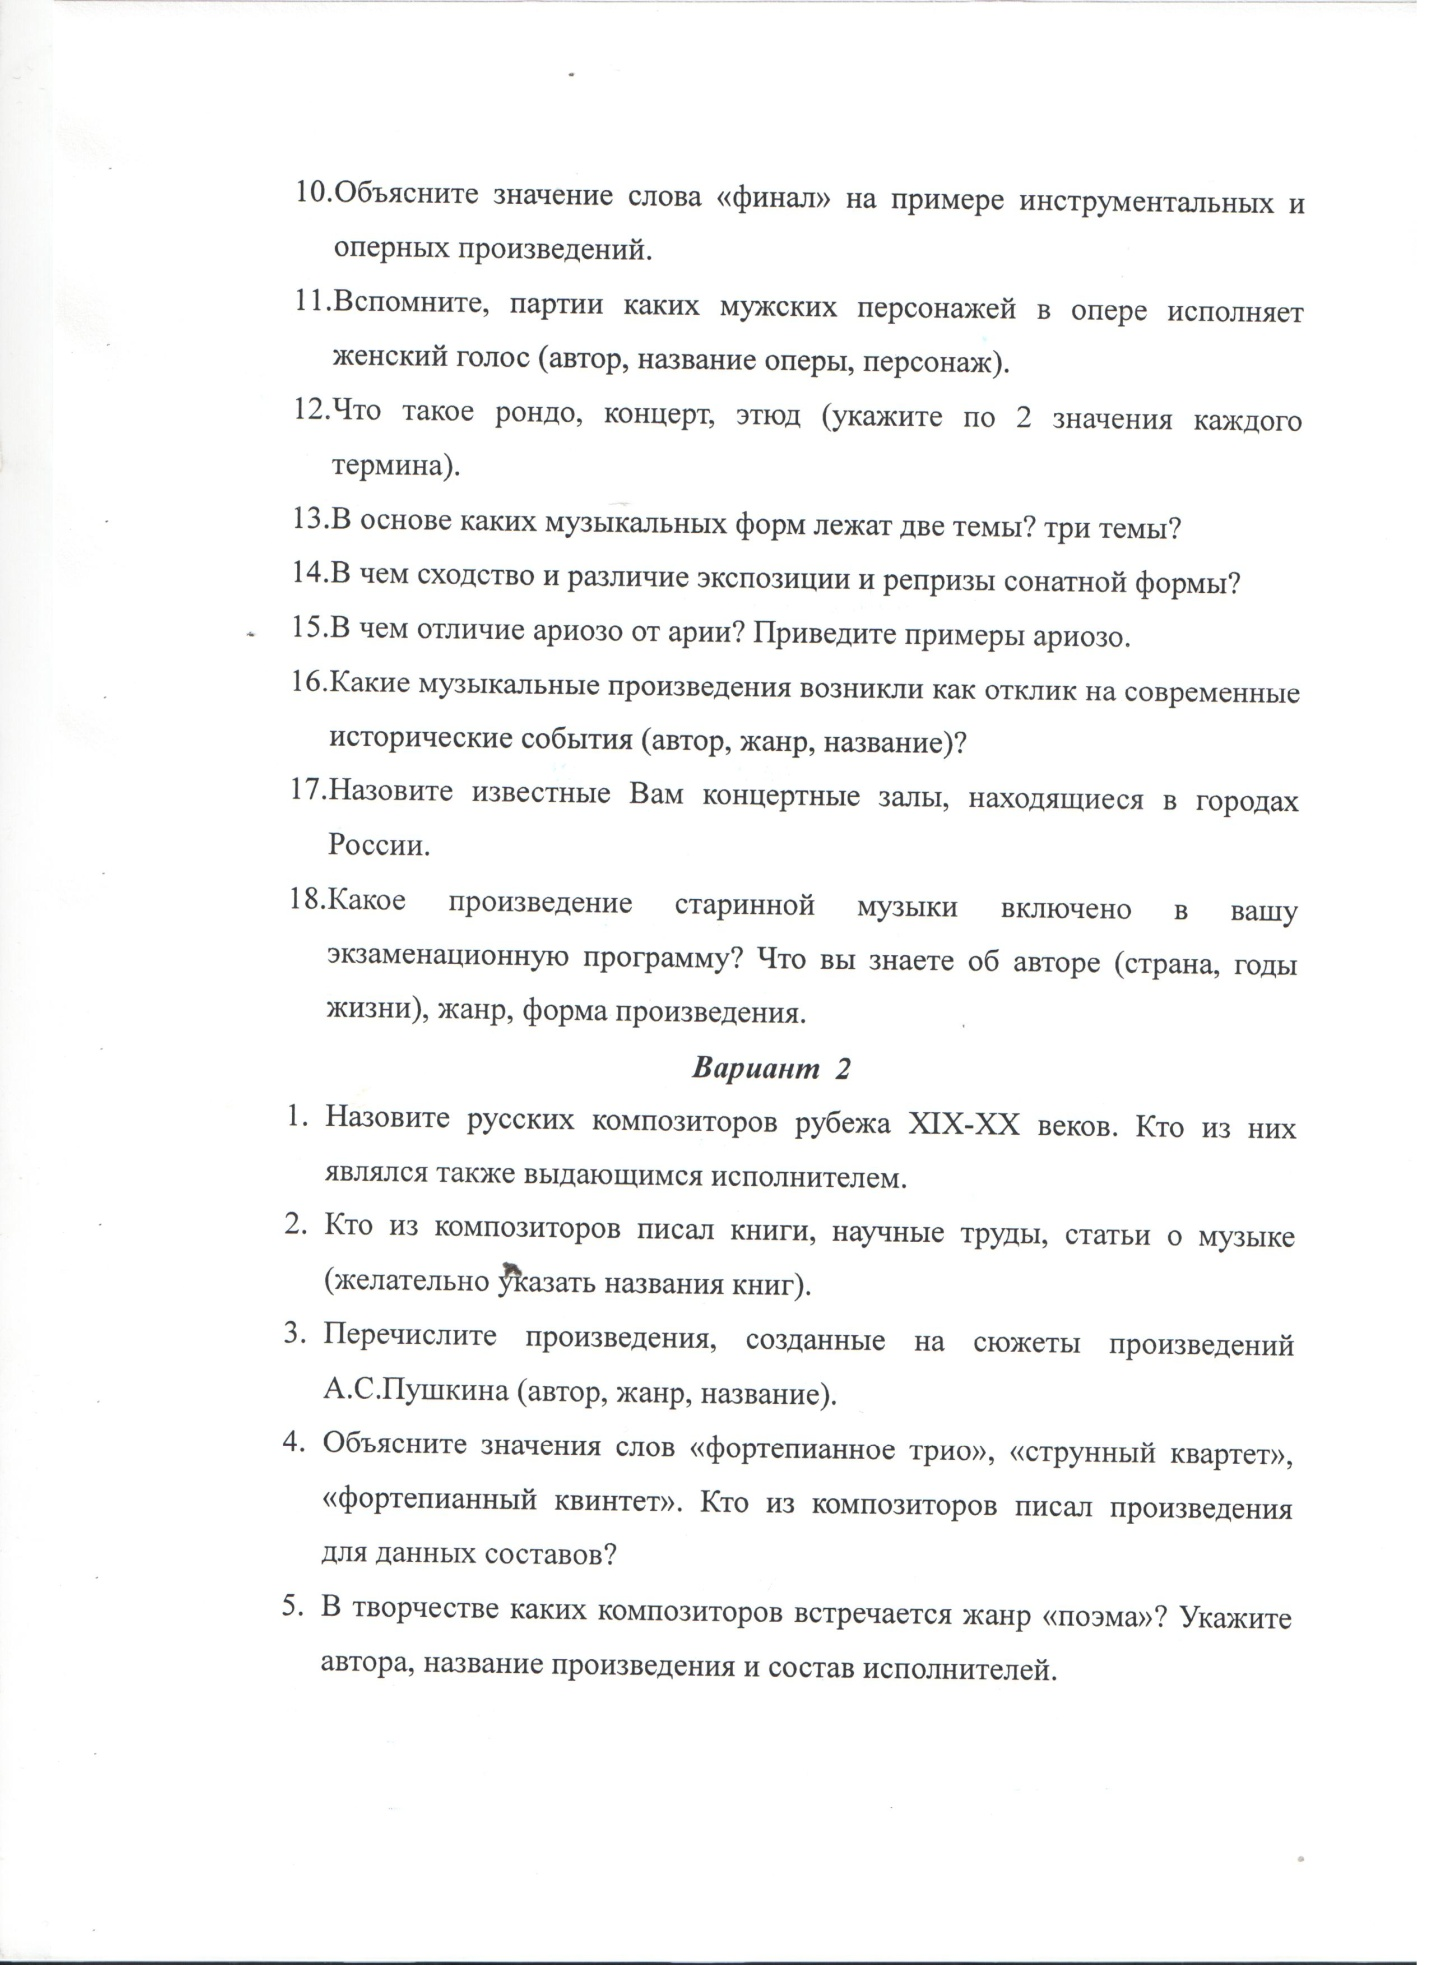 10.Объясните значение слова «финал» на примере инструментальных и
оперных произведений.
11.Вспомните, партии каких мужских персонажей в опере исполняет
женский голос (автор, название оперы, персонаж).
12.Что такое рондо, концерт, этюд (укажите по 2 значения каждого
термина).
13.В основе каких музыкальных форм лежат две темы? три темы?
14.В чем сходство и различие экспозиции и репризы сонатной формы?
15.В чем отличие ариозо от арии? Приведите примеры ариозо.
16.Какие музыкальные произведения возникли как отклик на современные
исторические события (автор, жанр, название)?
17.Назовите известные Вам концертные залы, находящиеся в городах
России.
18.Какое произведение старинной музыки включено в вашу
экзаменационную программу? Что вы знаете об авторе (страна, годы
жизни), жанр, форма произведения.
Вариант 2
1. Назовите русских композиторов рубежа XIX-XX веков. Кто из них
являлся также выдающимся исполнителем.
2. Кто из композиторов писал книги, научные труды, статьи о музыке
(желательно указать названия книг).
3. Перечислите произведения, созданные на сюжеты произведений
А.С.Пушкина (автор, жанр, название).
4. Объясните значения слов «фортепианное трио», «струнный квартет»,
«фортепианный квинтет». Кто из композиторов писал произведения
для данных составов?
5. В творчестве каких композиторов встречается жанр «поэма»? Укажите
автора, название произведения и состав исполнителей.